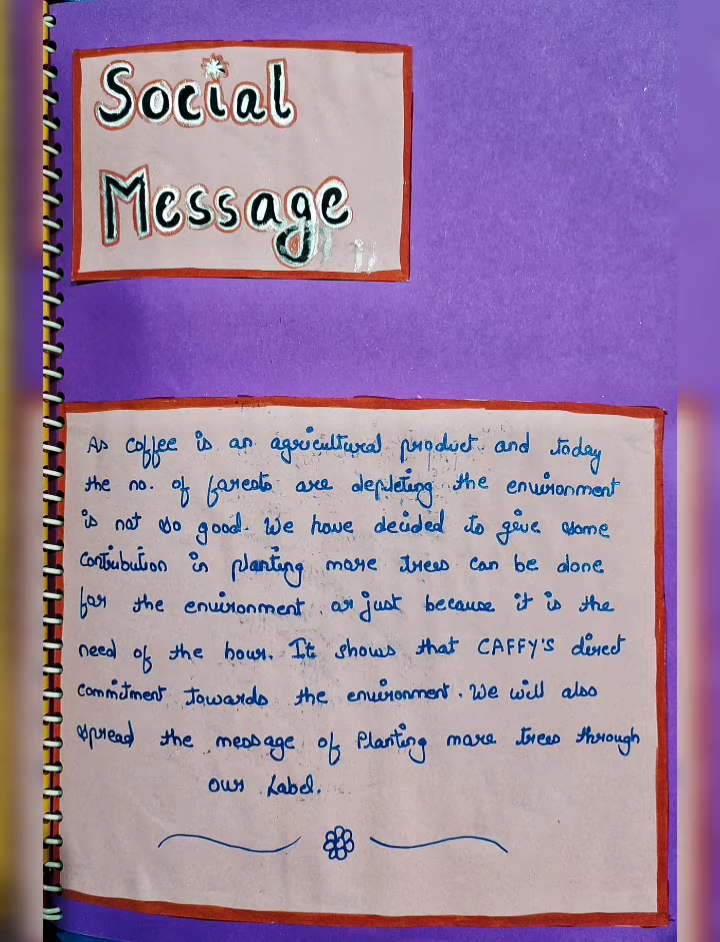 Social
Message
As coffee is an agricultural product and today
the no. of forests are depleting the environment
is not so good. We have decided to give some
contribution in planting more trees can be done
for the environment or just because it is the
need of the hour. It shows that CAFFY'S direct
commitment towards the environment. We will also
spread the message of Planting more trees through
our Label.